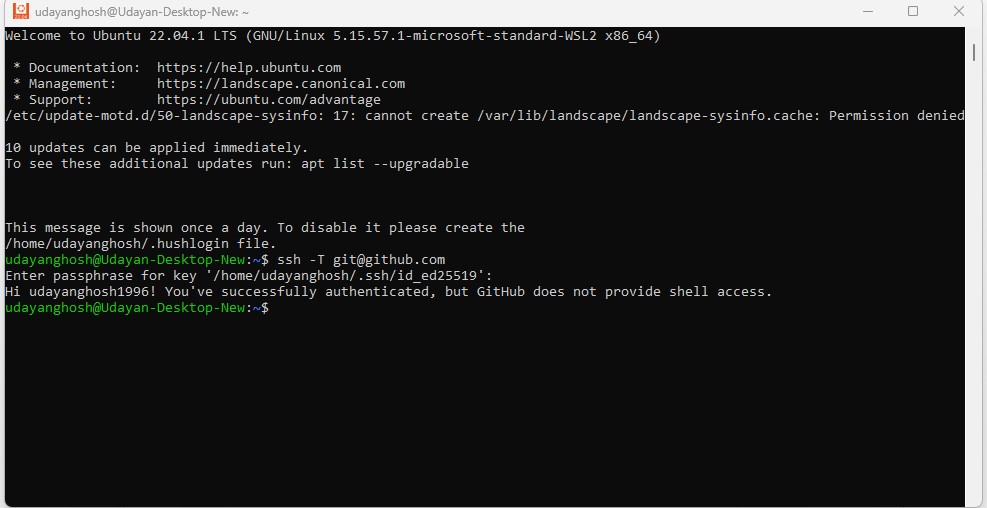 udayanghosh@Udayan-Desktop-New: ~
Welcome to Ubuntu 22.04.1 LTS (GNU/Linux 5.15.57.1-microsoft-standard-WSL2 x86_64)
* Documentation:  https://help.ubuntu.com
* Management:     https://landscape.canonical.com
* Support:        https://ubuntu.com/advantage
/etc/update-motd.d/50-landscape-sysinfo: 17: cannot create /var/lib/landscape/landscape-sysinfo.cache: Permission denied
10 updates can be applied immediately.
To see these additional updates run: apt list --upgradable
This message is shown once a day. To disable it please create the
/home/udayanghosh/.hushlogin file.
udayanghosh@Udayan-Desktop-New:~$ ssh -T git@github.com
Enter passphrase for key '/home/udayanghosh/.ssh/id_ed25519':
Hi udayanghosh1996! You've successfully authenticated, but GitHub does not provide shell access.
udayanghosh@Udayan-Desktop-New:~$